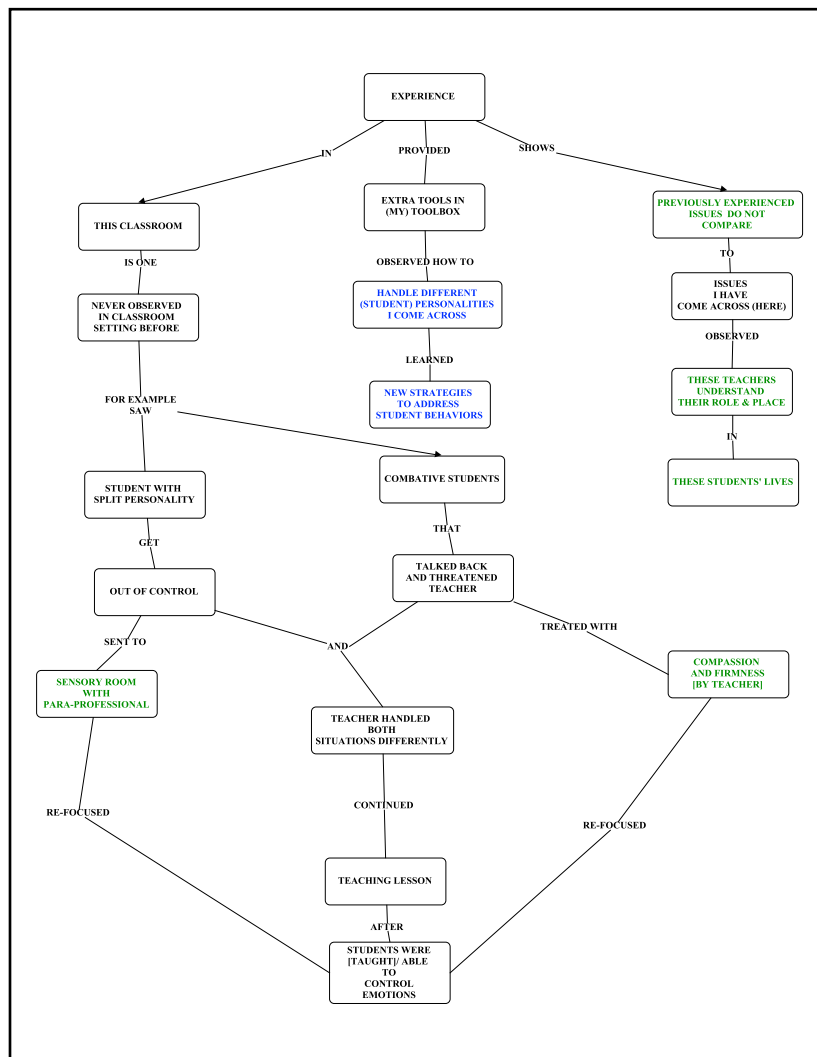 EXPERIENCE
IN
PROVIDED
SHOWS
THIS CLASSROOM
EXTRA TOOLS IN
(MY) TOOLBOX
PREVIOUSLY EXPERIENCED
ISSUES DO NOT
COMPARE
IS ONE
OBSERVED HOW TO
TO
NEVER OBSERVED
IN CLASSROOM
SETTING BEFORE
HANDLE DIFFERENT
(STUDENT) PERSONALITIES
I COME ACROSS
ISSUES
I HAVE
COME ACROSS (HERE)
LEARNED
OBSERVED
FOR EXAMPLE
SAW
NEW STRATEGIES
TO ADDRESS
STUDENT BEHAVIORS
THESE TEACHERS
UNDERSTAND
THEIR ROLE & PLACE
IN
STUDENT WITH
SPLIT PERSONALITY
COMBATIVE STUDENTS
THESE STUDENTS' LIVES
GET
THAT
OUT OF CONTROL
TALKED BACK
AND THREATENED
TEACHER
SENT TO
AND
TREATED WITH
SENSORY ROOM
WITH
PARA-PROFESSIONAL
COMPASSION
AND FIRMNESS
[BY TEACHER]
TEACHER HANDLED
BOTH
SITUATIONS DIFFERENTLY
RE-FOCUSED
CONTINUED
RE-FOCUSED
TEACHING LESSON
AFTER
STUDENTS WERE
[TAUGHT]/ ABLE
TO
CONTROL
EMOTIONS